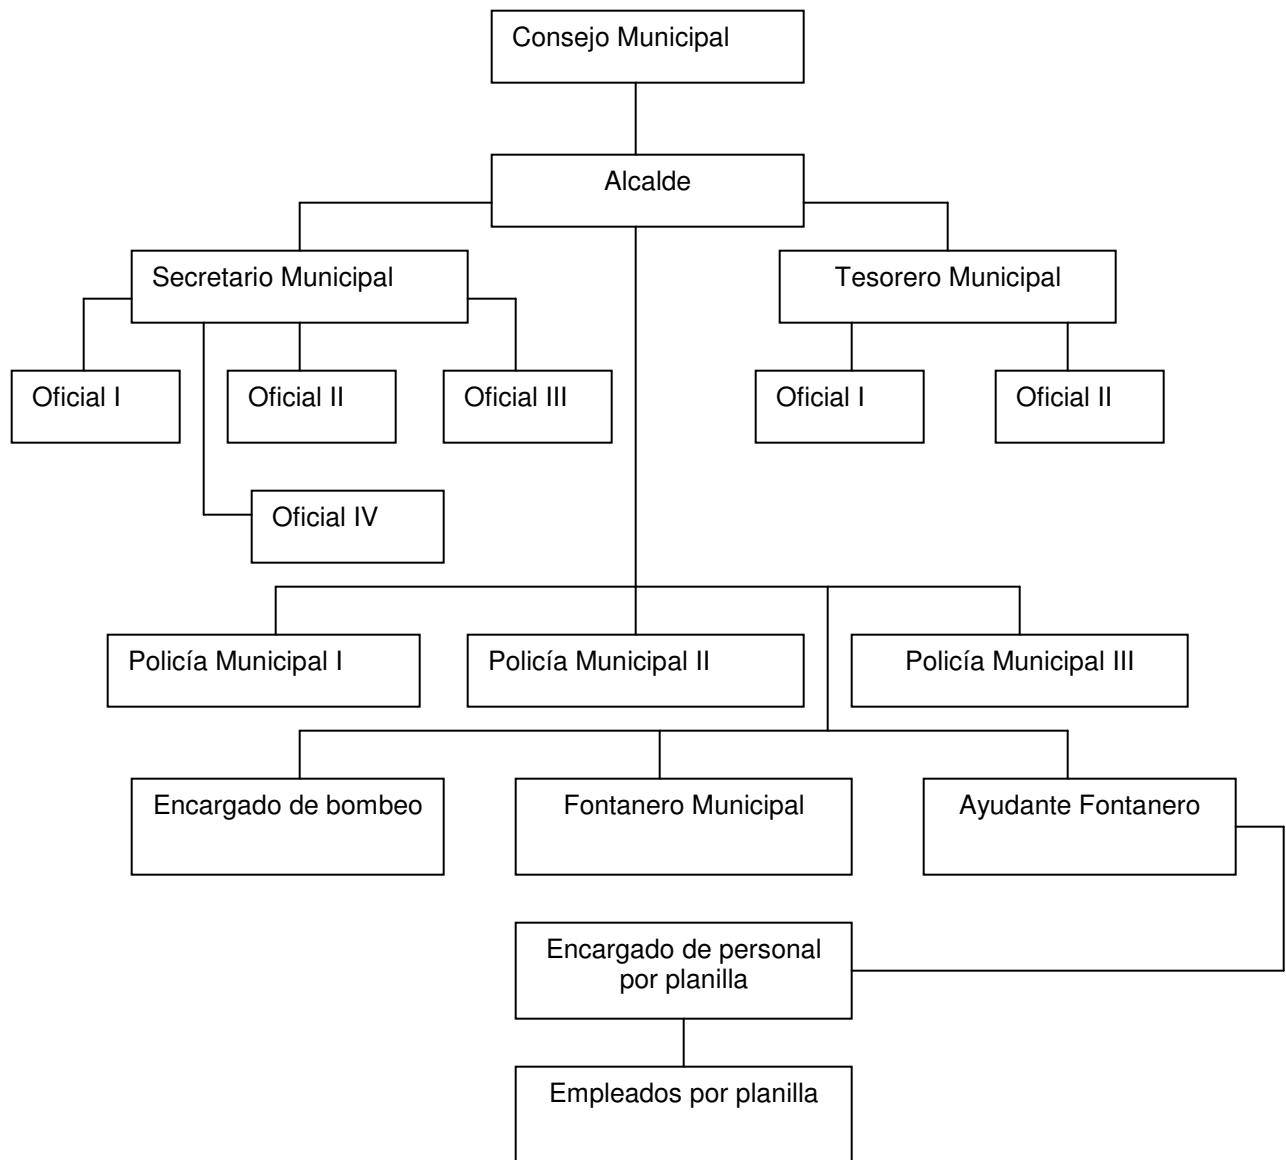 Consejo Municipal
Alcalde
Secretario Municipal
Tesorero Municipal
Oficial I
Oficial II
Oficial III
Oficial I
Oficial II
Oficial IV
Policía Municipal I
Policía Municipal II
Policía Municipal III
Encargado de bombeo
Fontanero Municipal
Ayudante Fontanero
Encargado de personal
por planilla
Empleados por planilla